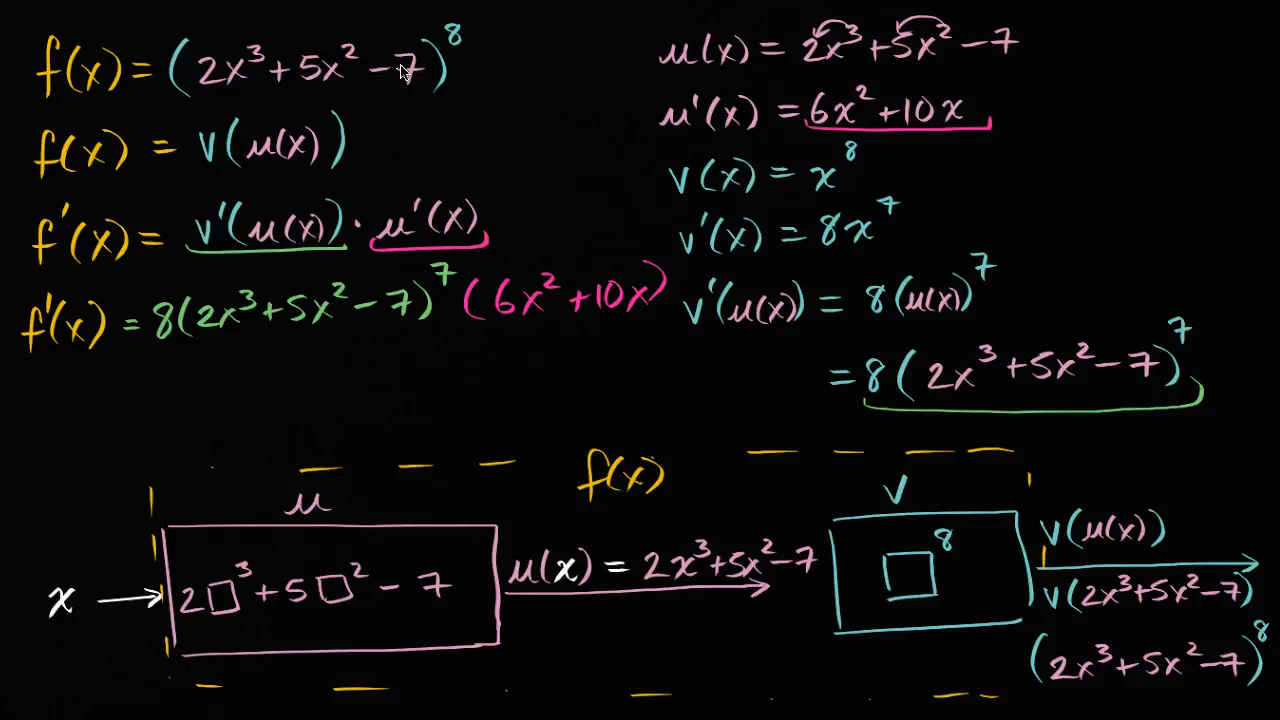 f(x) = (2x³ + 5x² − 7)⁸
f(x) = v(u(x))
f'(x) = v'(u(x)) · u'(x)
f'(x) = 8(2x³ + 5x² − 7)⁷ (6x² + 10x)
u(x) = 2x³ + 5x² − 7
u'(x) = 6x² + 10x
v(x) = x⁸
v'(x) = 8x⁷
v'(u(x)) = 8(u(x))⁷
= 8(2x³ + 5x² − 7)⁷
f(x)
u
v
x
2□³ + 5□² − 7
u(x) = 2x³ + 5x² − 7
□⁸
v(u(x))
v(2x³ + 5x² − 7)
(2x³ + 5x² − 7)⁸